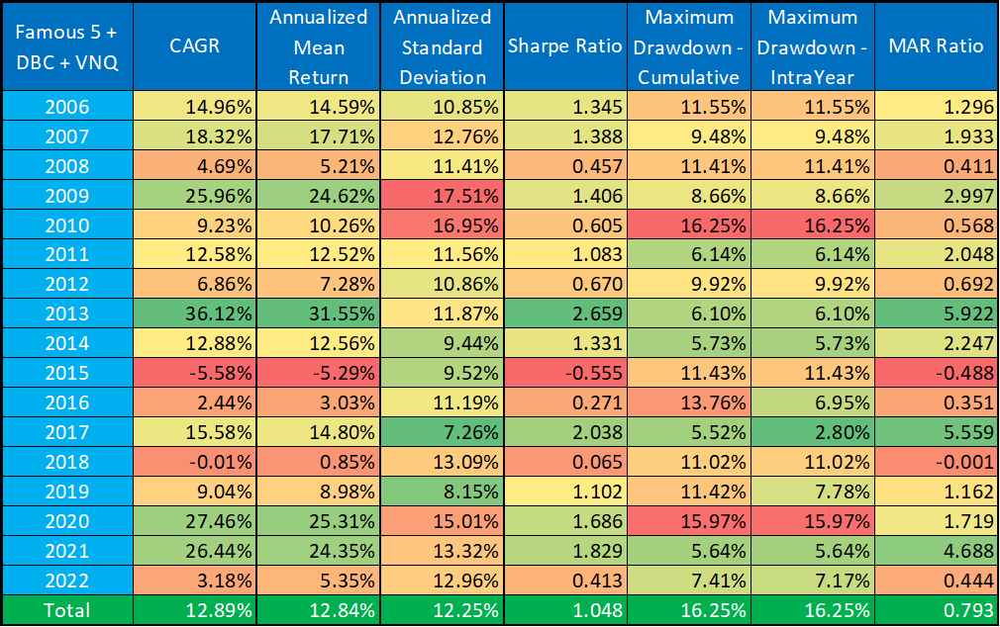 Famous 5 + DBC + VNQ CAGR Annualized Mean Return Annualized Standard Deviation Sharpe Ratio Maximum Drawdown - Cumulative Maximum Drawdown - IntraYear MAR Ratio
2006 14.96% 14.59% 10.85% 1.345 11.55% 11.55% 1.296
2007 18.32% 17.71% 12.76% 1.388 9.48% 9.48% 1.933
2008 4.69% 5.21% 11.41% 0.457 11.41% 11.41% 0.411
2009 25.96% 24.62% 17.51% 1.406 8.66% 8.66% 2.997
2010 9.23% 10.26% 16.95% 0.605 16.25% 16.25% 0.568
2011 12.58% 12.52% 11.56% 1.083 6.14% 6.14% 2.048
2012 6.86% 7.28% 10.86% 0.670 9.92% 9.92% 0.692
2013 36.12% 31.55% 11.87% 2.659 6.10% 6.10% 5.922
2014 12.88% 12.56% 9.44% 1.331 5.73% 5.73% 2.247
2015 -5.58% -5.29% 9.52% -0.555 11.43% 11.43% -0.488
2016 2.44% 3.03% 11.19% 0.271 13.76% 6.95% 0.351
2017 15.58% 14.80% 7.26% 2.038 5.52% 2.80% 5.559
2018 -0.01% 0.85% 13.09% 0.065 11.02% 11.02% -0.001
2019 9.04% 8.98% 8.15% 1.102 11.42% 7.78% 1.162
2020 27.46% 25.31% 15.01% 1.686 15.97% 15.97% 1.719
2021 26.44% 24.35% 13.32% 1.829 5.64% 5.64% 4.688
2022 3.18% 5.35% 12.96% 0.413 7.41% 7.17% 0.444
Total 12.89% 12.84% 12.25% 1.048 16.25% 16.25% 0.793